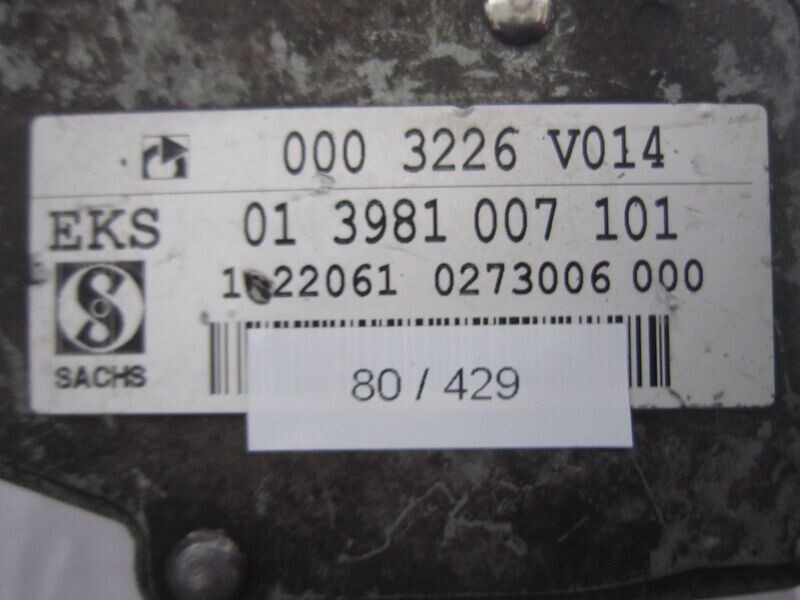 000 3226 V014
EKS 01 3981 007 101
0273006 000
SACHS
80 / 429